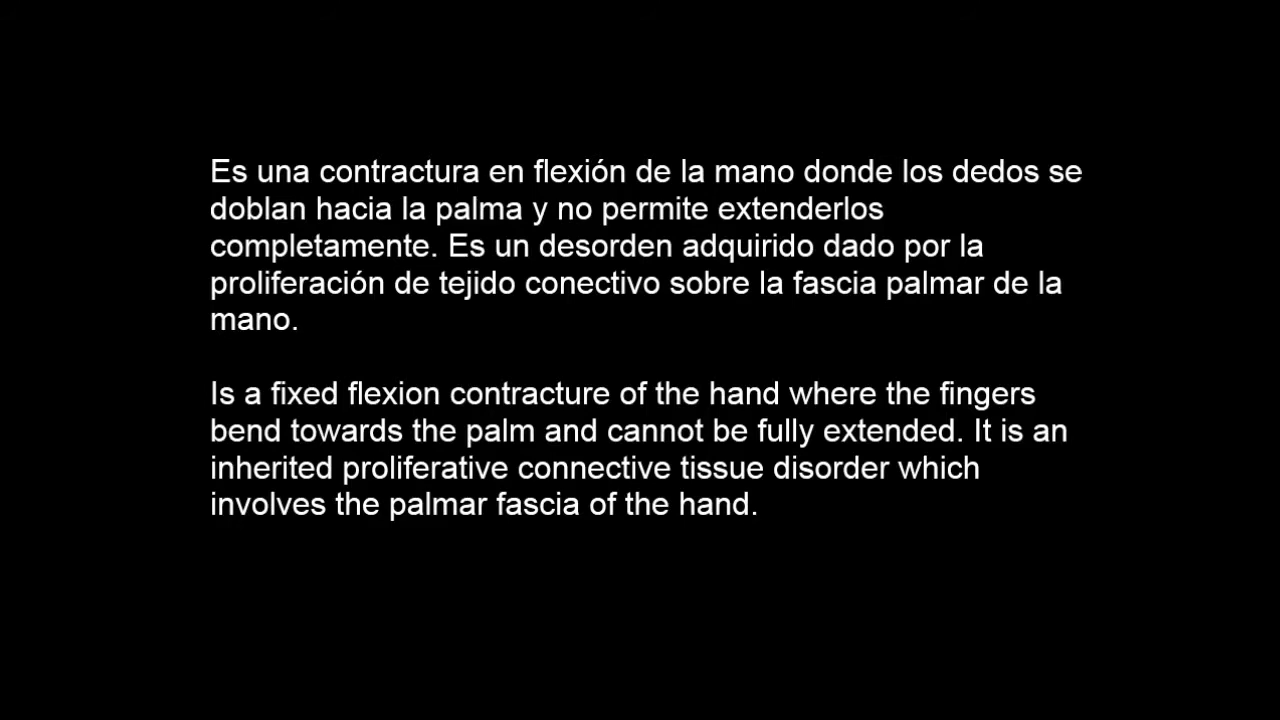 Es una contractura en flexión de la mano donde los dedos se
doblan hacia la palma y no permite extenderlos
completamente. Es un desorden adquirido dado por la
proliferación de tejido conectivo sobre la fascia palmar de la
mano.
Is a fixed flexion contracture of the hand where the fingers
bend towards the palm and cannot be fully extended. It is an
inherited proliferative connective tissue disorder which
involves the palmar fascia of the hand.